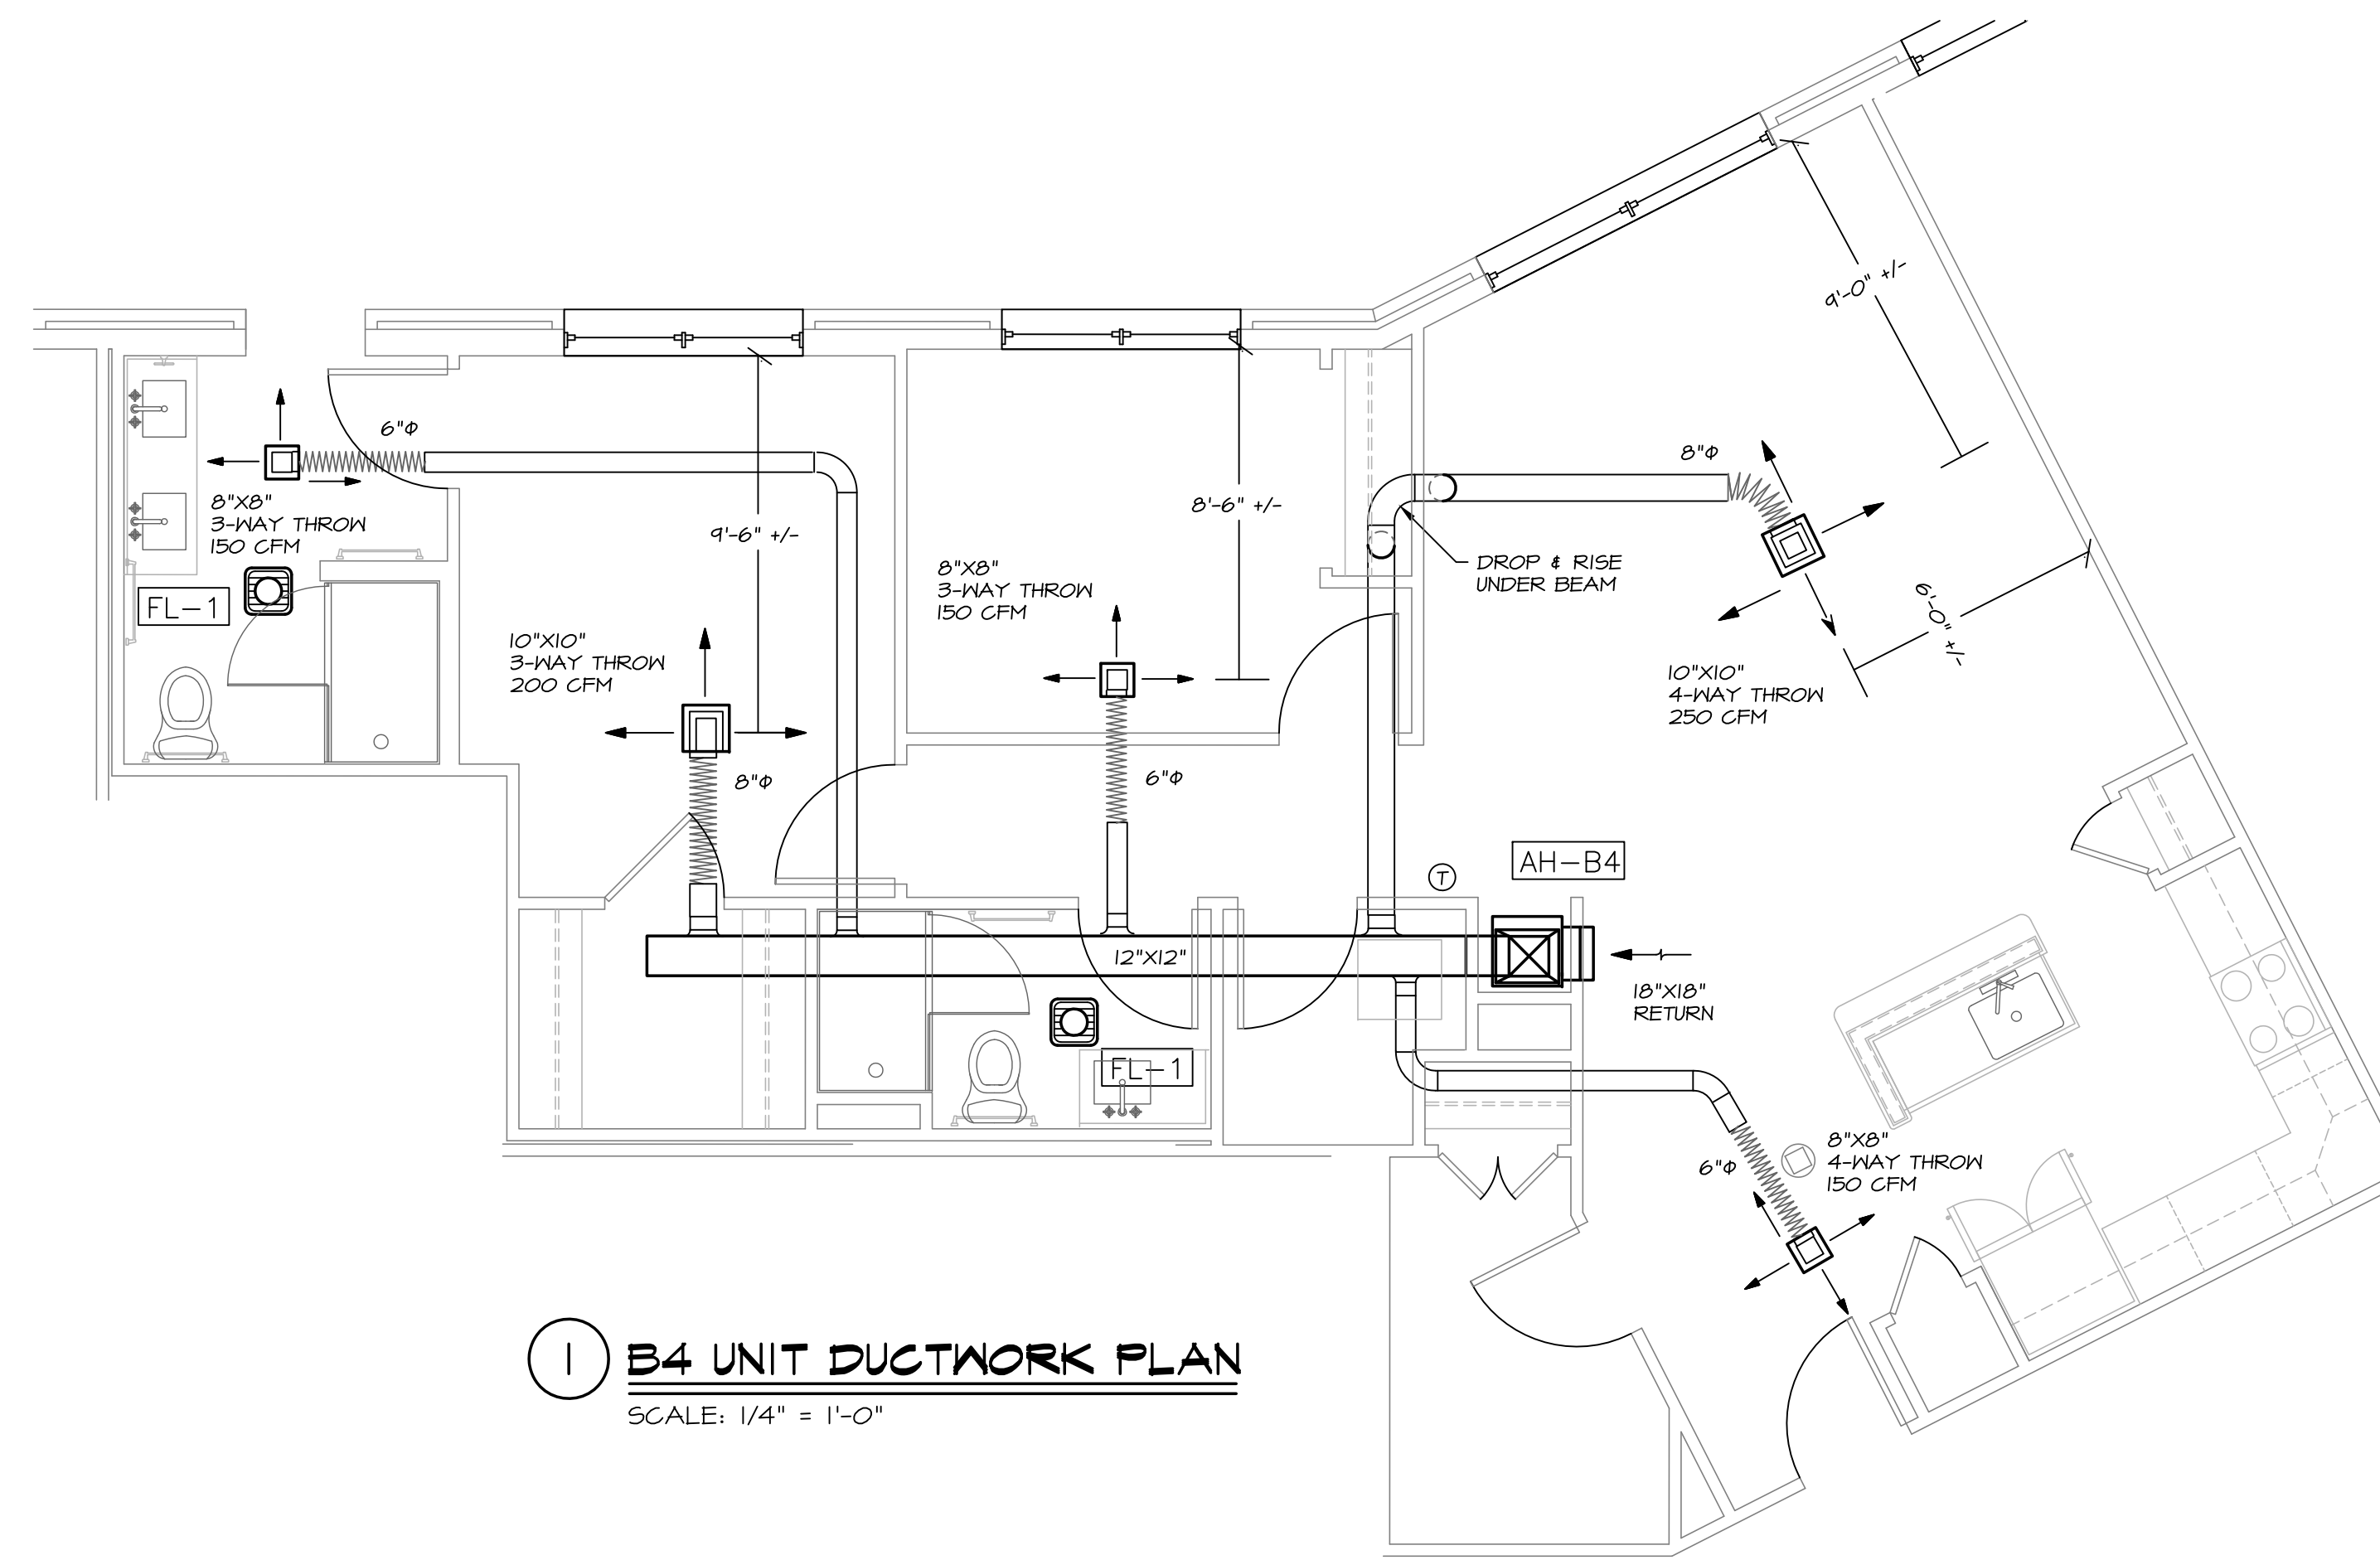 9'-0" +/-
6"Φ
8"X8"
3-WAY THROW
150 CFM
FL-1
9'-6" +/-
8'-6" +/-
8"Φ
DROP & RISE
UNDER BEAM
6'-0" +/-
8"X8"
3-WAY THROW
150 CFM
10"X10"
3-WAY THROW
200 CFM
10"X10"
4-WAY THROW
250 CFM
8"Φ
6"Φ
T
AH-B4
12"X12"
18"X18"
RETURN
FL-1
6"Φ
8"X8"
4-WAY THROW
150 CFM
1
B4 UNIT DUCTWORK PLAN
SCALE: 1/4" = 1'-0"